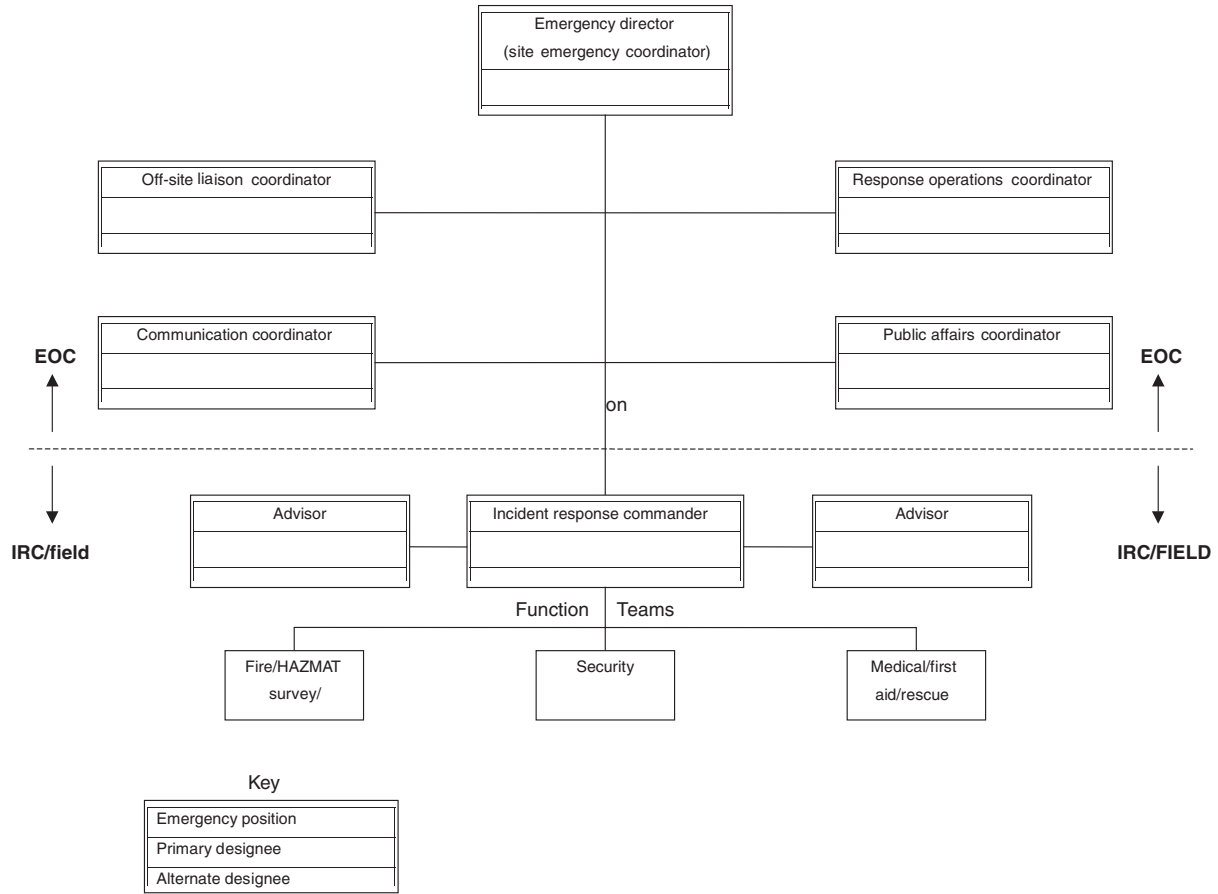 Emergency director
(site emergency coordinator)
Off-site liaison coordinator
Response operations coordinator
Communication coordinator
Public affairs coordinator
EOC
EOC
on
Advisor
Incident response commander
Advisor
IRC/field
IRC/FIELD
Function Teams
Fire/HAZMAT
survey/
Security
Medical/first
aid/rescue
Key
Emergency position
Primary designee
Alternate designee